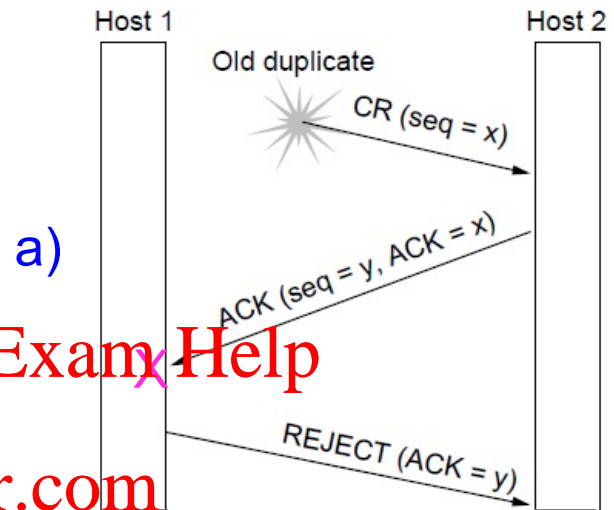 Host 1
Host 2
Old duplicate
CR (seq = x)
a)
ACK (seq = y, ACK = x)
Exam Help
X
REJECT (ACK = y)
r.com